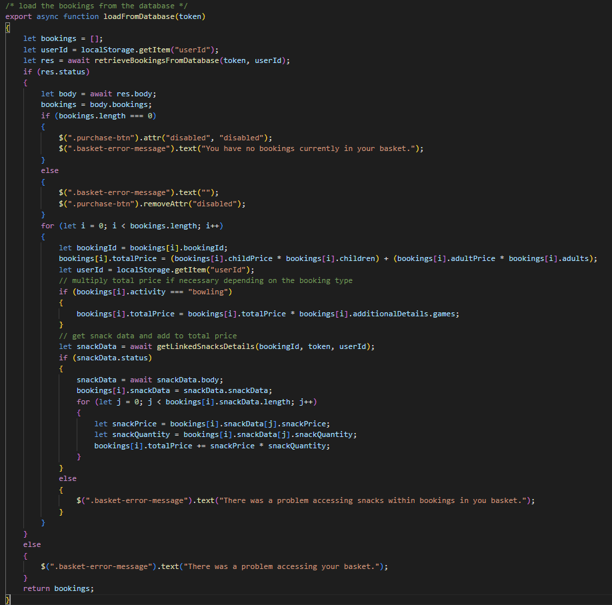 /* load the bookings from the database */
export async function loadFromDatabase(token)
{
    let bookings = [];
    let userId = localStorage.getItem("userId");
    let res = await retrieveBookingsFromDatabase(token, userId);
    if (res.status)
    {
        let body = await res.body;
        bookings = body.bookings;
        if (bookings.length === 0)
        {
            $(".purchase-btn").attr("disabled", "disabled");
            $(".basket-error-message").text("You have no bookings currently in your basket.");
        }
        else
        {
            $(".basket-error-message").text("");
            $(".purchase-btn").removeAttr("disabled");
        }
        for (let i = 0; i < bookings.length; i++)
        {
            let bookingId = bookings[i].bookingId;
            bookings[i].totalPrice = (bookings[i].childPrice * bookings[i].children) + (bookings[i].adultPrice * bookings[i].adults);
            let userId = localStorage.getItem("userId");
            // multiply total price if necessary depending on the booking type
            if (bookings[i].activity === "bowling")
            {
                bookings[i].totalPrice = bookings[i].totalPrice * bookings[i].additionalDetails.games;
            }
            // get snack data and add to total price
            let snackData = await getLinkedSnacksDetails(bookingId, token, userId);
            if (snackData.status)
            {
                snackData = await snackData.body;
                bookings[i].snackData = snackData.snackData;
                for (let j = 0; j < bookings[i].snackData.length; j++)
                {
                    let snackPrice = bookings[i].snackData[j].snackPrice;
                    let snackQuantity = bookings[i].snackData[j].snackQuantity;
                    bookings[i].totalPrice += snackPrice * snackQuantity;
                }
            }
            else
            {
                $(".basket-error-message").text("There was a problem accessing snacks within bookings in you basket.");
            }
        }
    }
    else
    {
        $(".basket-error-message").text("There was a problem accessing your basket.");
    }
    return bookings;
}